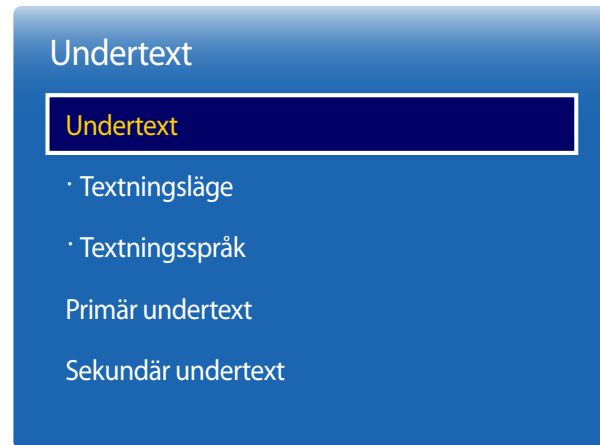 Undertext
Undertext
· Textningsläge
· Textningsspråk
Primär undertext
Sekundär undertext